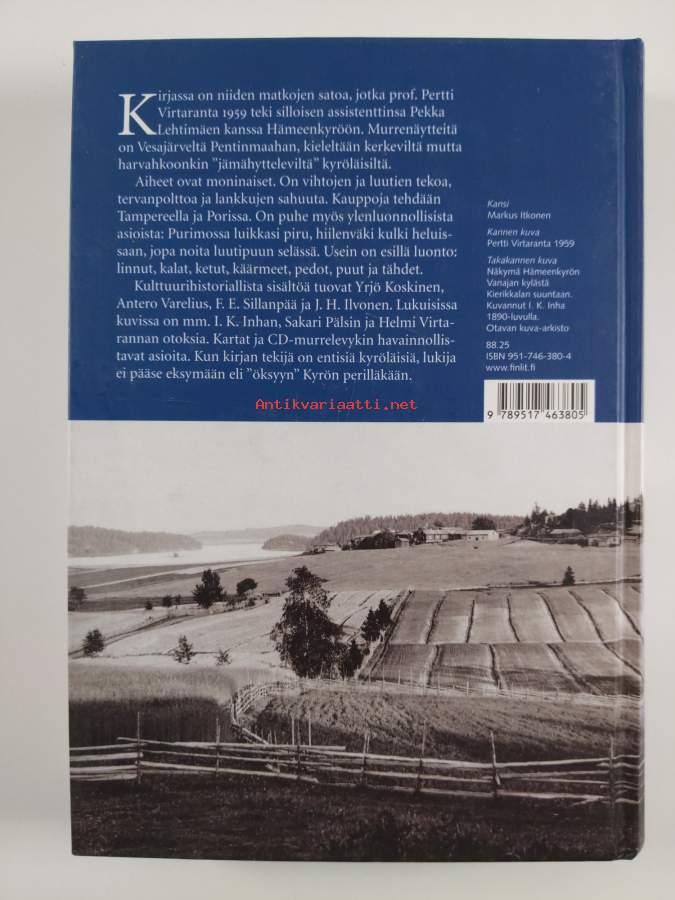 Kirjassa on niiden matkojen satoa, jotka prof. Pertti
Virtaranta 1959 teki silloisen assistenttinsa Pekka
Lehtimäen kanssa Hämeenkyröön. Murrenäytteitä
on Vesajärveltä Pentinmaahan, kieleltään kerkeviltä mutta
harvahkoonkin ”jämähytteleviltä” kyröläisiltä.
Aiheet ovat moninaiset. On vihtojen ja luutien tekoa,
tervanpolttoa ja lankkujen sahuuta. Kauppoja tehdään
Tampereella ja Porissa. On puhe myös ylenluonnollisista
asioista: Purimossa luikkasi piru, hiilenväki kulki heluis-
saan, jopa noita luutipuun selässä. Usein on esillä luonto:
linnut, kalat, ketut, käärmeet, pedot, puut ja tähdet.
Kulttuurihistoriallista sisältöä tuovat Yrjö Koskinen,
Antero Varelius, F. E. Sillanpää ja J. H. Ilvonen. Lukuisissa
kuvissa on mm. I. K. Inhan, Sakari Pälsin ja Helmi Virta-
rannan otoksia. Kartat ja CD-murrelevykin havainnollis-
tavat asioita. Kun kirjan tekijä on entisiä kyröläisiä, lukija
ei pääse eksymään eli ”öksyyn” Kyrön perilläkään.
Kansi
Markus Itkonen
Kannen kuva
Pertti Virtaranta 1959
Takakannen kuva
Näkymä Hämeenkyrön
Vanajan kylästä
Kierikkalan suuntaan.
Kuvannut I. K. Inha
1890-luvulla.
Otavan kuva-arkisto
88.25
ISBN 951-746-380-4
www.finlit.fi
9 789517 463805
Antikvariaatti.net